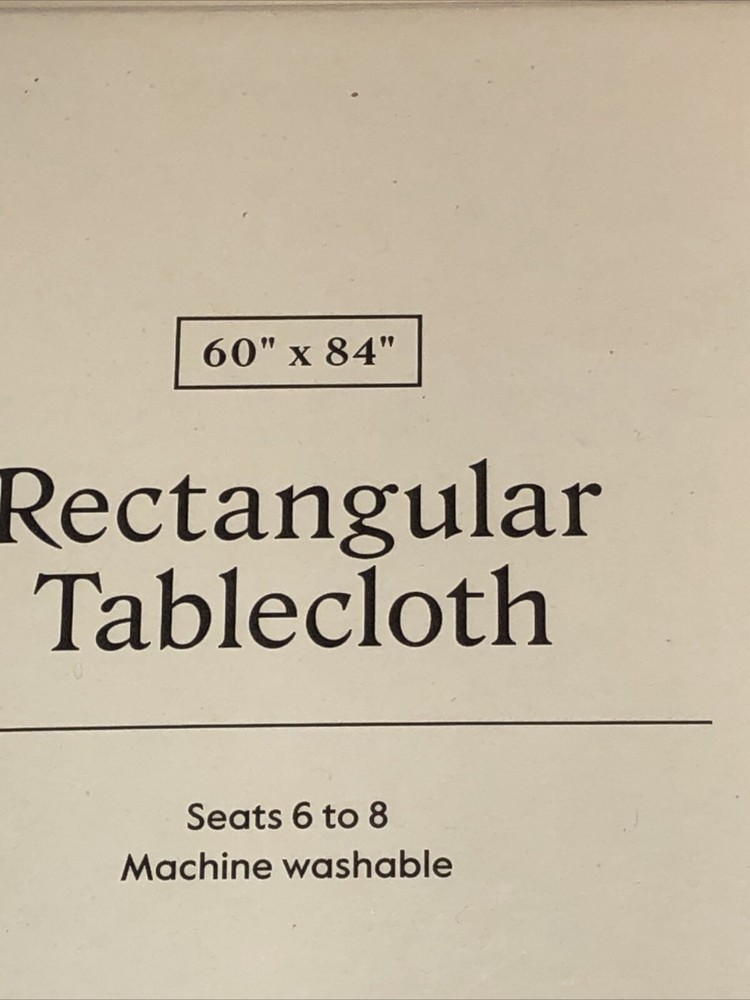 60" x 84"
Rectangular
Tablecloth
Seats 6 to 8
Machine washable